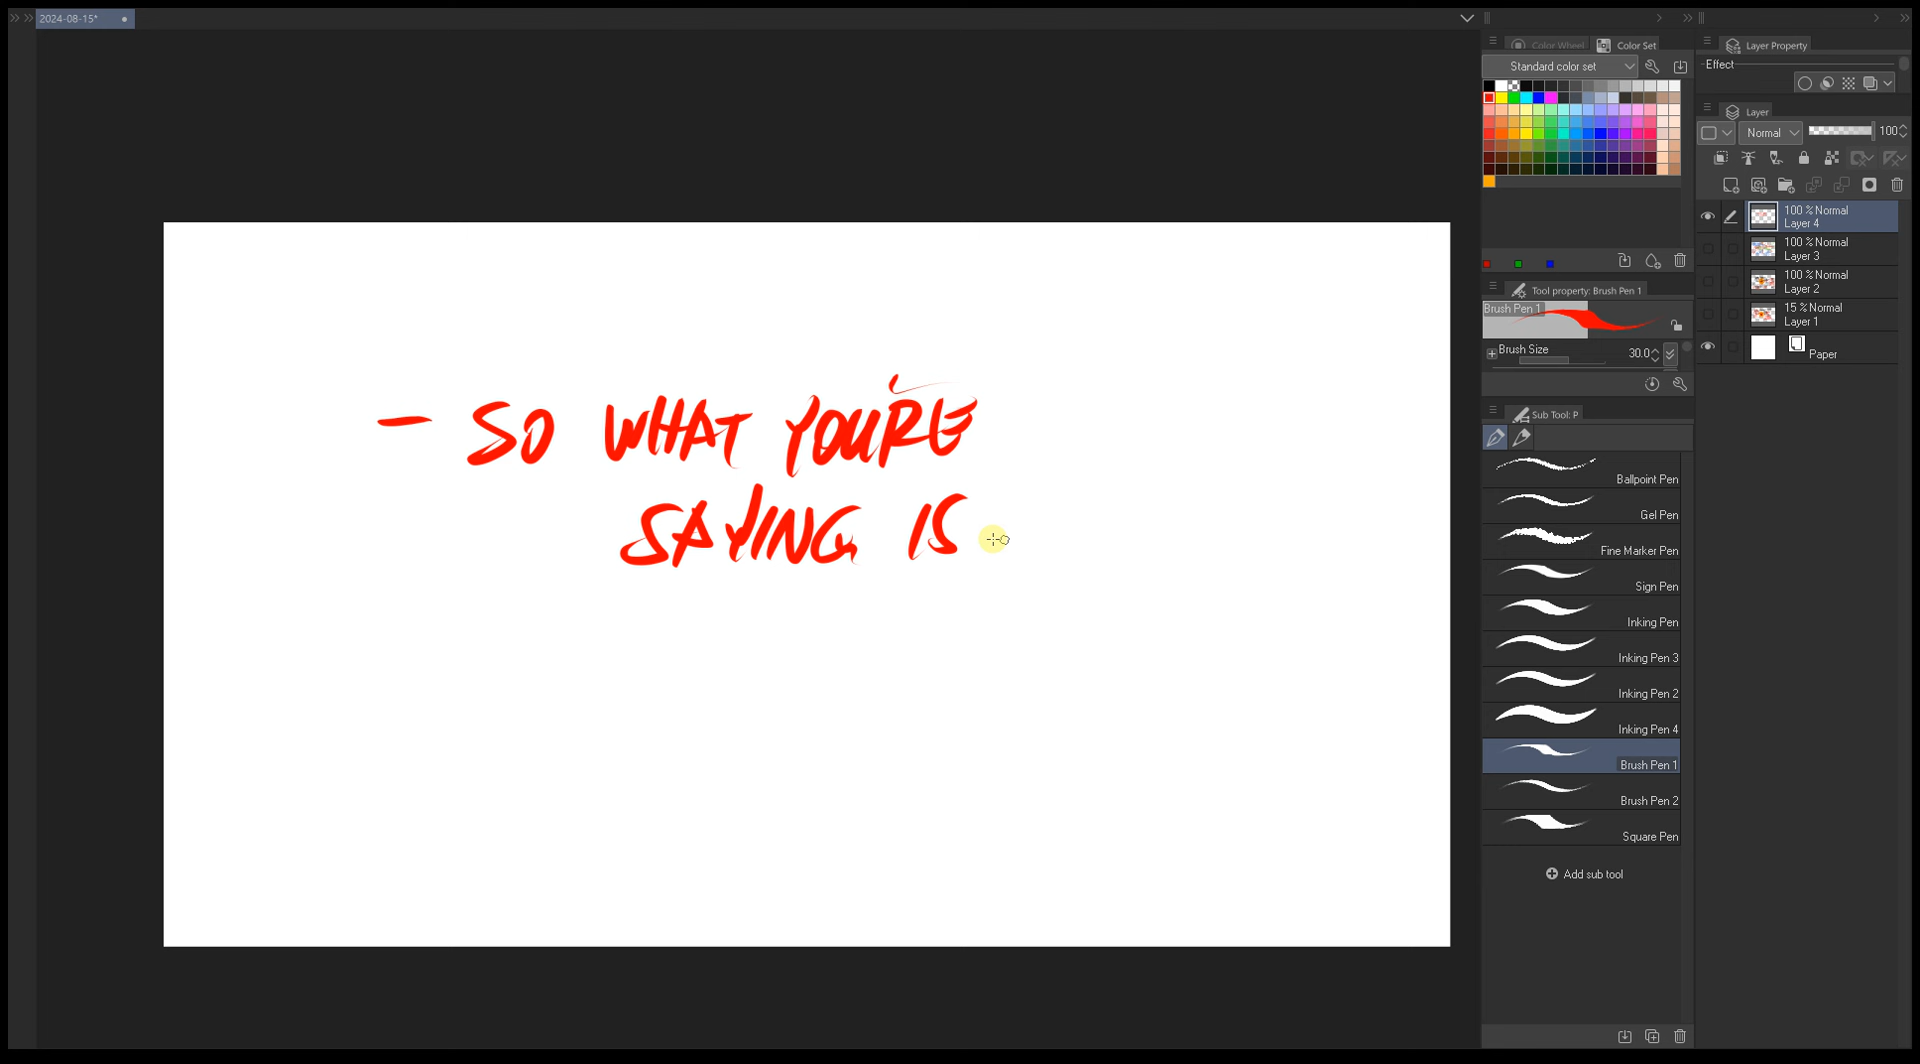 2024-08-15*
Color Wheel
Color Set
Layer Property
Standard color set
Effect
Layer
Normal
100
100 % Normal
Layer 4
100 % Normal
Layer 3
100 % Normal
Layer 2
15 % Normal
Layer 1
Paper
Tool property: Brush Pen 1
Brush Pen 1
Brush Size
30.0
Sub Tool: P
Ballpoint Pen
Gel Pen
Fine Marker Pen
Sign Pen
Inking Pen
Inking Pen 3
Inking Pen 2
Inking Pen 4
Brush Pen 1
Brush Pen 2
Square Pen
Add sub tool
- SO WHAT YOU'RE
SAYING IS